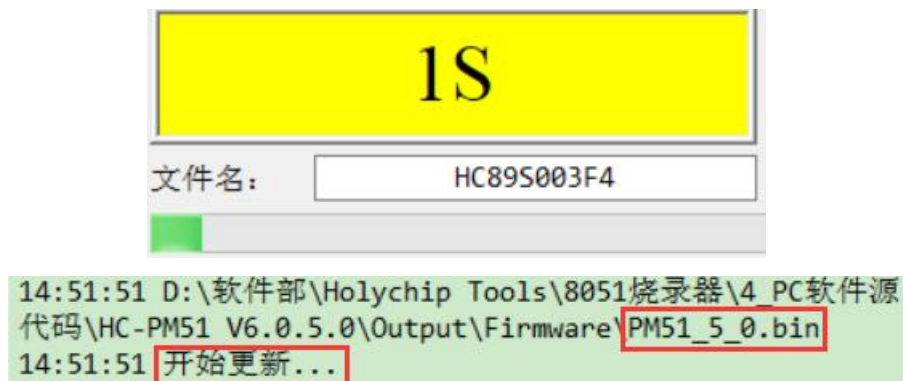 1S
文件名： HC89S003F4
14:51:51 D:\软件部\Holychip Tools\8051烧录器\4_PC软件源
代码\HC-PM51 V6.0.5.0\Output\Firmware\PM51_5_0.bin
14:51:51 开始更新...